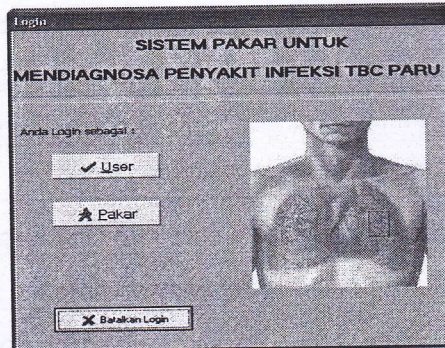 Login
SISTEM PAKAR UNTUK
MENDIAGNOSA PENYAKIT INFEKSI TBC PARU
Anda Login sebagai :
User
Pakar
Batalkan Login